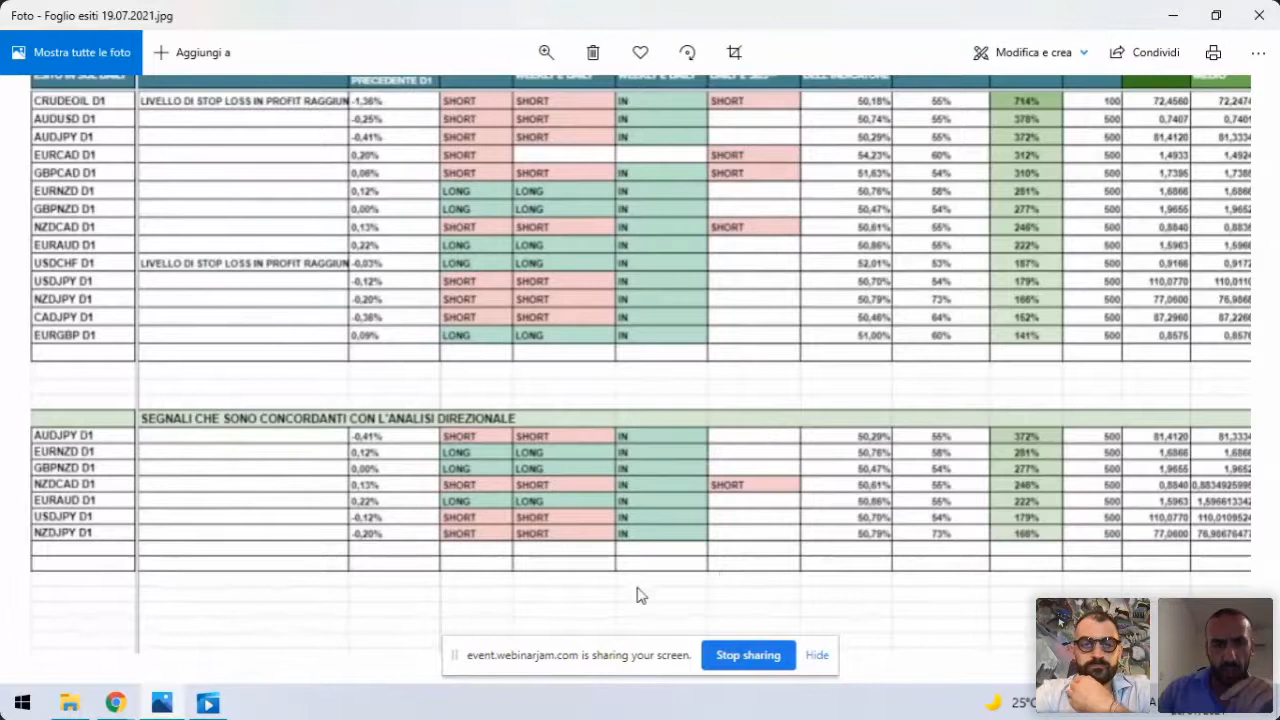 Foto - Foglio esiti 19.07.2021.jpg
Mostra tutte le foto Aggiungi a Modifica e crea Condividi
ESITO IN SUL DAILY WEEKLY E DAILY WEEKLY E DAILY DELL'INDICATORE MEDIO
PRECEDENTE D1
CRUDEOIL D1 LIVELLO DI STOP LOSS IN PROFIT RAGGIUN -1,36% SHORT SHORT IN SHORT 50,18% 55% 714% 100 72,4560 72,2474
AUDUSD D1 -0,25% SHORT SHORT IN 50,74% 55% 378% 500 0,7407 0,7401
AUDJPY D1 -0,41% SHORT SHORT IN 50,29% 55% 372% 500 81,4120 81,3334
EURCAD D1 0,20% SHORT SHORT 54,23% 60% 312% 500 1,4933 1,4924
GBPCAD D1 0,06% SHORT SHORT IN SHORT 51,63% 54% 310% 500 1,7395 1,7385
EURNZD D1 0,12% LONG LONG IN 50,76% 58% 281% 500 1,6866 1,6866
GBPNZD D1 0,00% LONG LONG IN 50,47% 54% 277% 500 1,9655 1,9652
NZDCAD D1 0,13% SHORT SHORT IN SHORT 50,61% 55% 246% 500 0,8840
EURAUD D1 0,22% LONG LONG IN 50,86% 55% 222% 500 1,5963 1,5966
USDCHF D1 LIVELLO DI STOP LOSS IN PROFIT RAGGIUN -0,03% LONG LONG IN 52,01% 53% 187% 500 0,9166 0,9172
USDJPY D1 -0,12% SHORT SHORT IN 50,70% 54% 179% 500 110,0770 110,0110
NZDJPY D1 -0,20% SHORT SHORT IN 50,79% 73% 166% 500 77,0600 76,9868
CADJPY D1 -0,36% SHORT SHORT IN 50,46% 64% 152% 500 87,2960 87,2266
EURGBP D1 0,09% LONG LONG IN 51,00% 60% 141% 500 0,8575 0,8576
SEGNALI CHE SONO CONCORDANTI CON L'ANALISI DIREZIONALE
AUDJPY D1 -0,41% SHORT SHORT IN 50,29% 55% 372% 500 81,4120 81,3334
EURNZD D1 0,12% LONG LONG IN 50,76% 58% 281% 500 1,6866 1,6866
GBPNZD D1 0,00% LONG LONG IN 50,47% 54% 277% 500 1,9655 1,9652
NZDCAD D1 0,13% SHORT SHORT IN SHORT 50,61% 55% 246% 500 0,8840 0,8834925995
EURAUD D1 0,22% LONG LONG IN 50,86% 55% 222% 500 1,5963 1,596613342
USDJPY D1 -0,12% SHORT SHORT IN 50,70% 54% 179% 500 110,0770 110,0109524
NZDJPY D1 -0,20% SHORT SHORT IN 50,79% 73% 166% 500 77,0600 76,98676477
event.webinarjam.com is sharing your screen. Stop sharing Hide
25°C